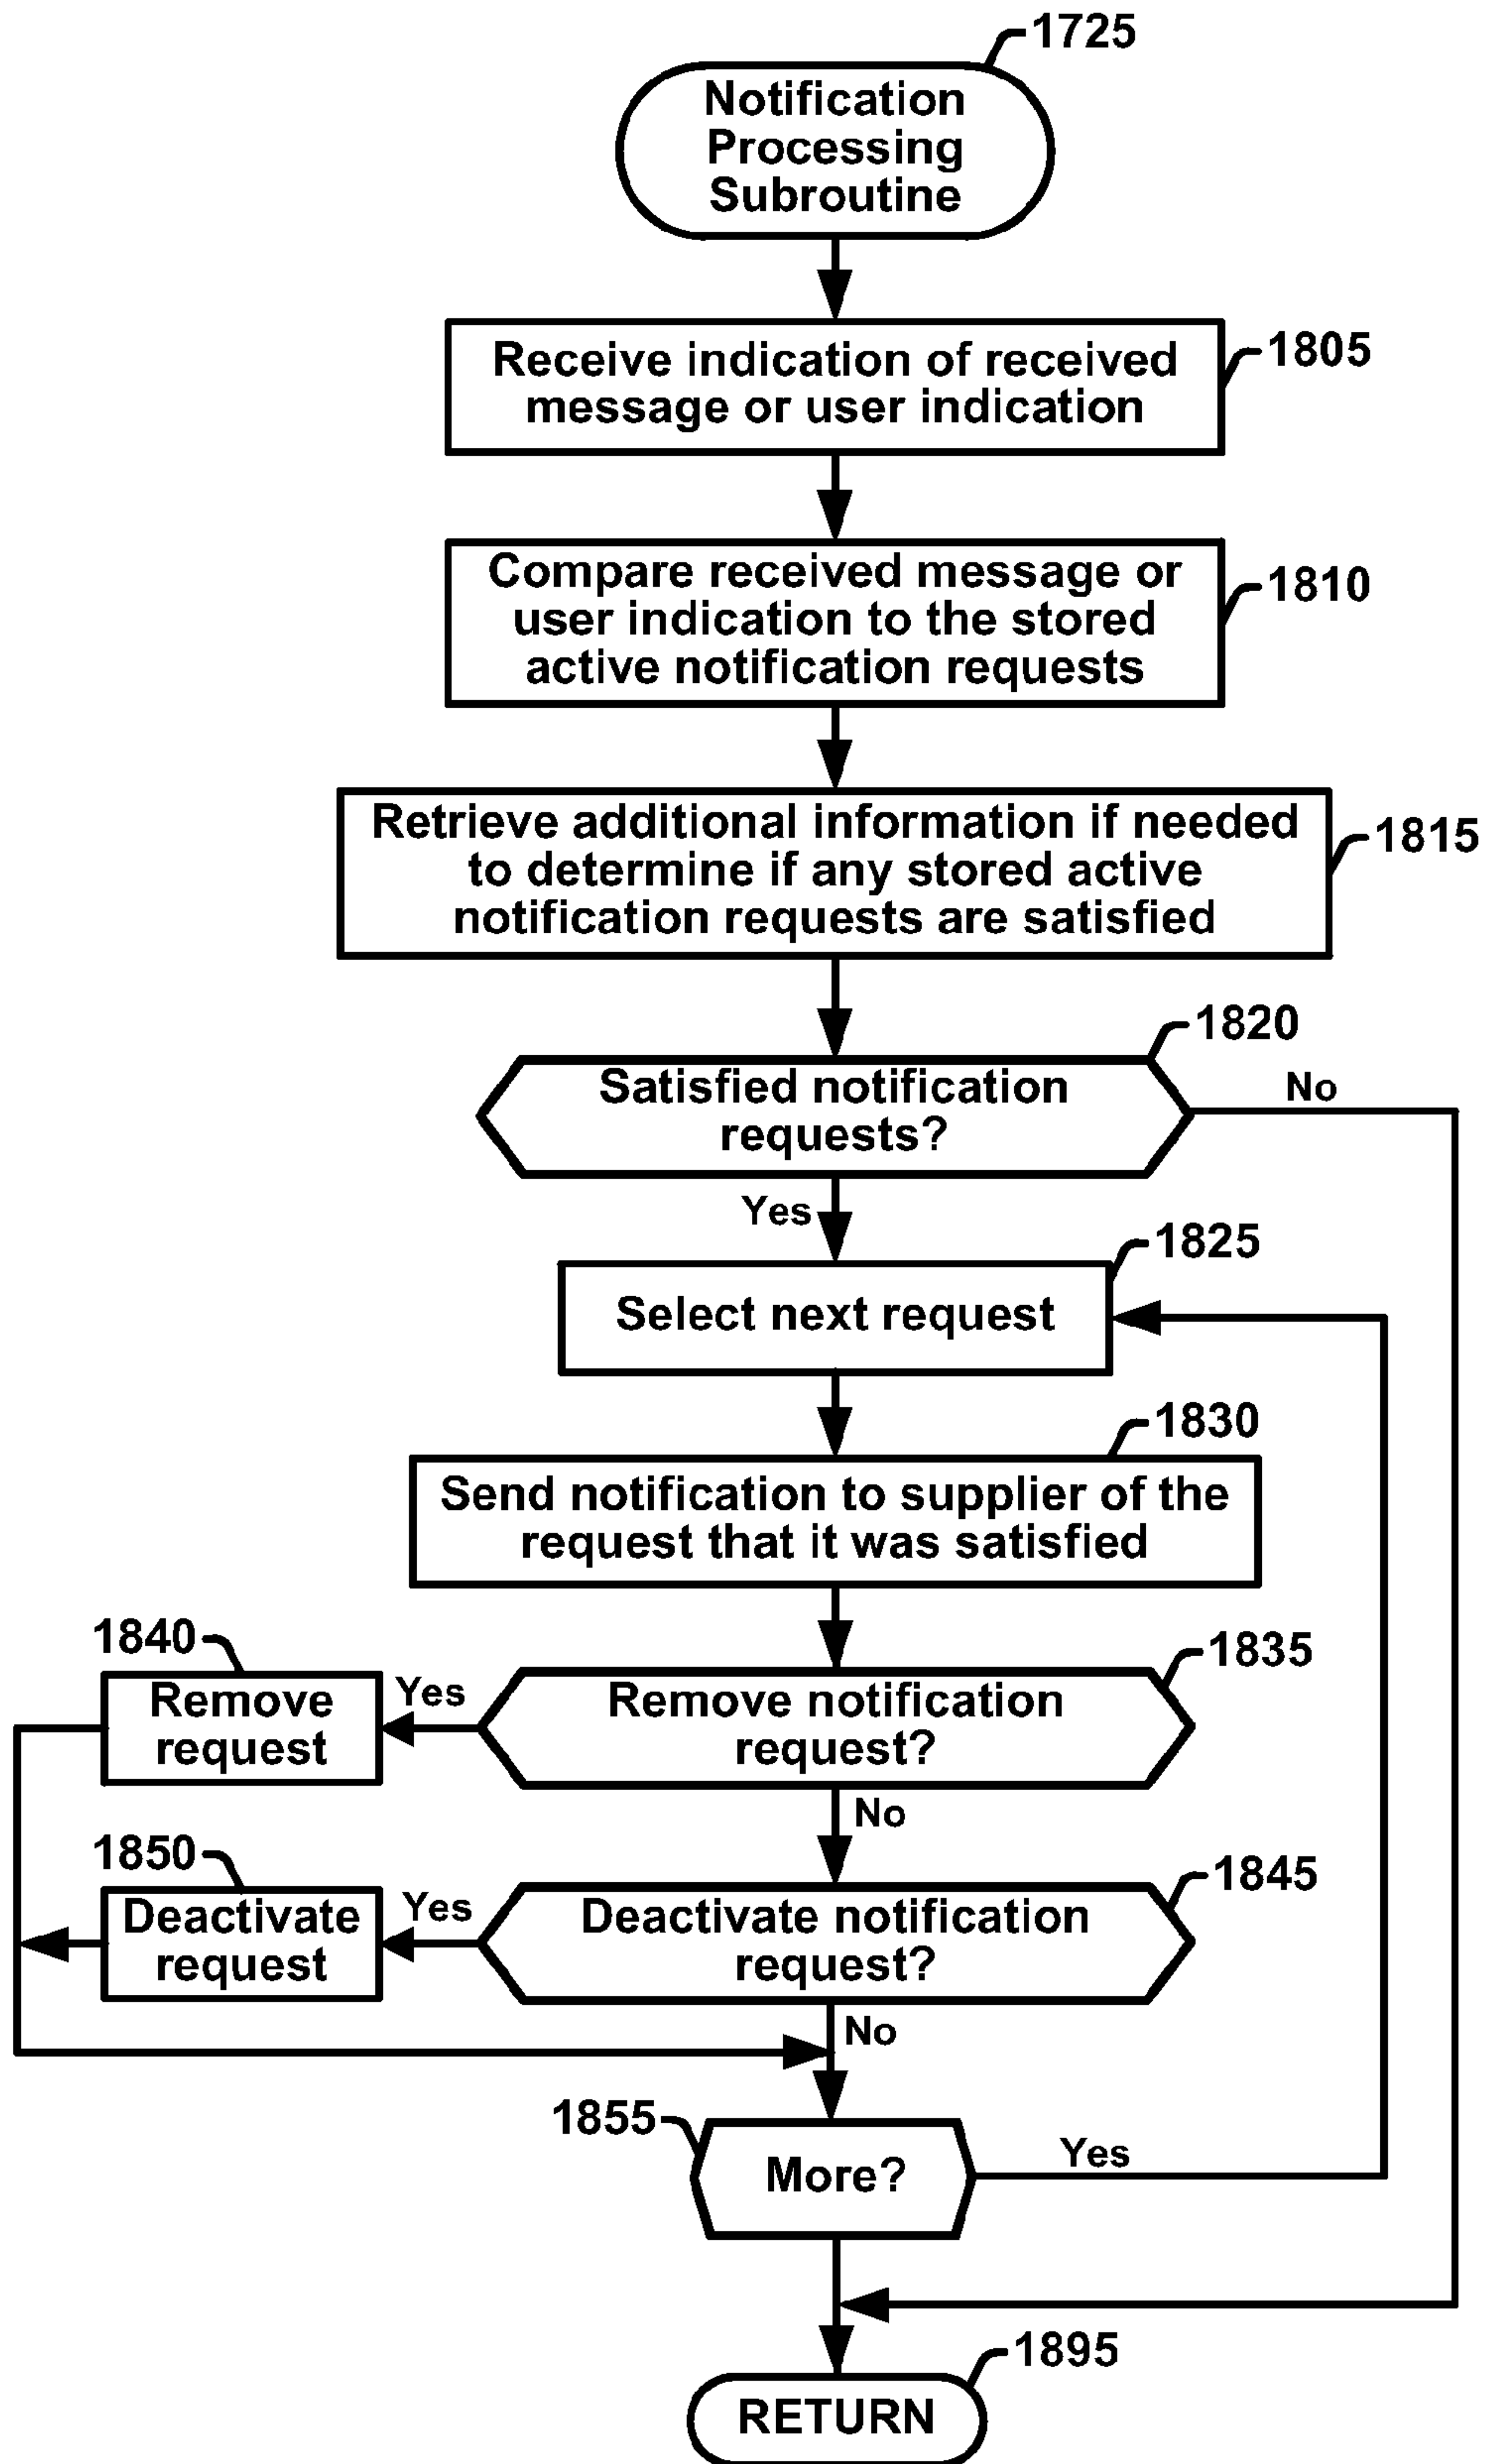 1725
Notification
Processing
Subroutine
Receive indication of received
message or user indication
1805
Compare received message or
user indication to the stored
active notification requests
1810
Retrieve additional information if needed
to determine if any stored active
notification requests are satisfied
1815
1820
Satisfied notification
requests?
No
Yes
1825
Select next request
1830
Send notification to supplier of the
request that it was satisfied
1840
Remove
request
Yes
1835
Remove notification
request?
No
1850
Deactivate
request
Yes
1845
Deactivate notification
request?
No
1855
More?
Yes
1895
RETURN